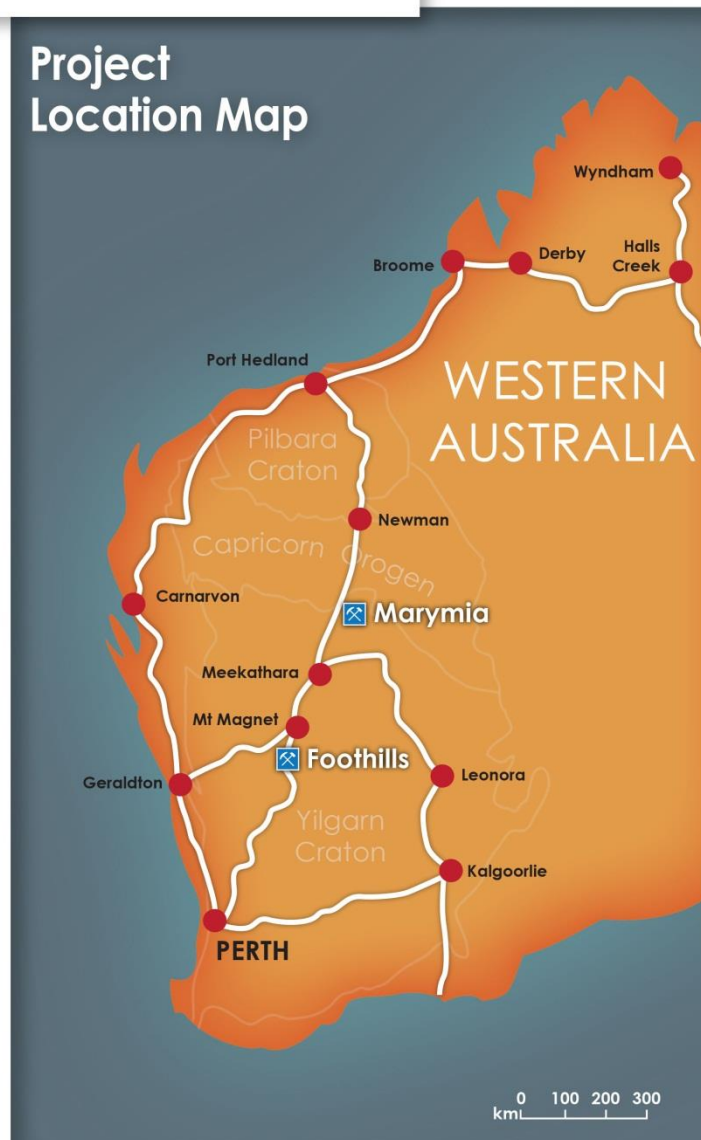 Project
Location Map
Wyndham
Broome
Derby
Halls
Creek
Port Hedland
WESTERN
AUSTRALIA
Pilbara
Craton
Newman
Capricorn Orogen
Carnarvon
Marymia
Meekathara
Mt Magnet
Foothills
Geraldton
Leonora
Yilgarn
Craton
Kalgoorlie
PERTH
0 100 200 300
km